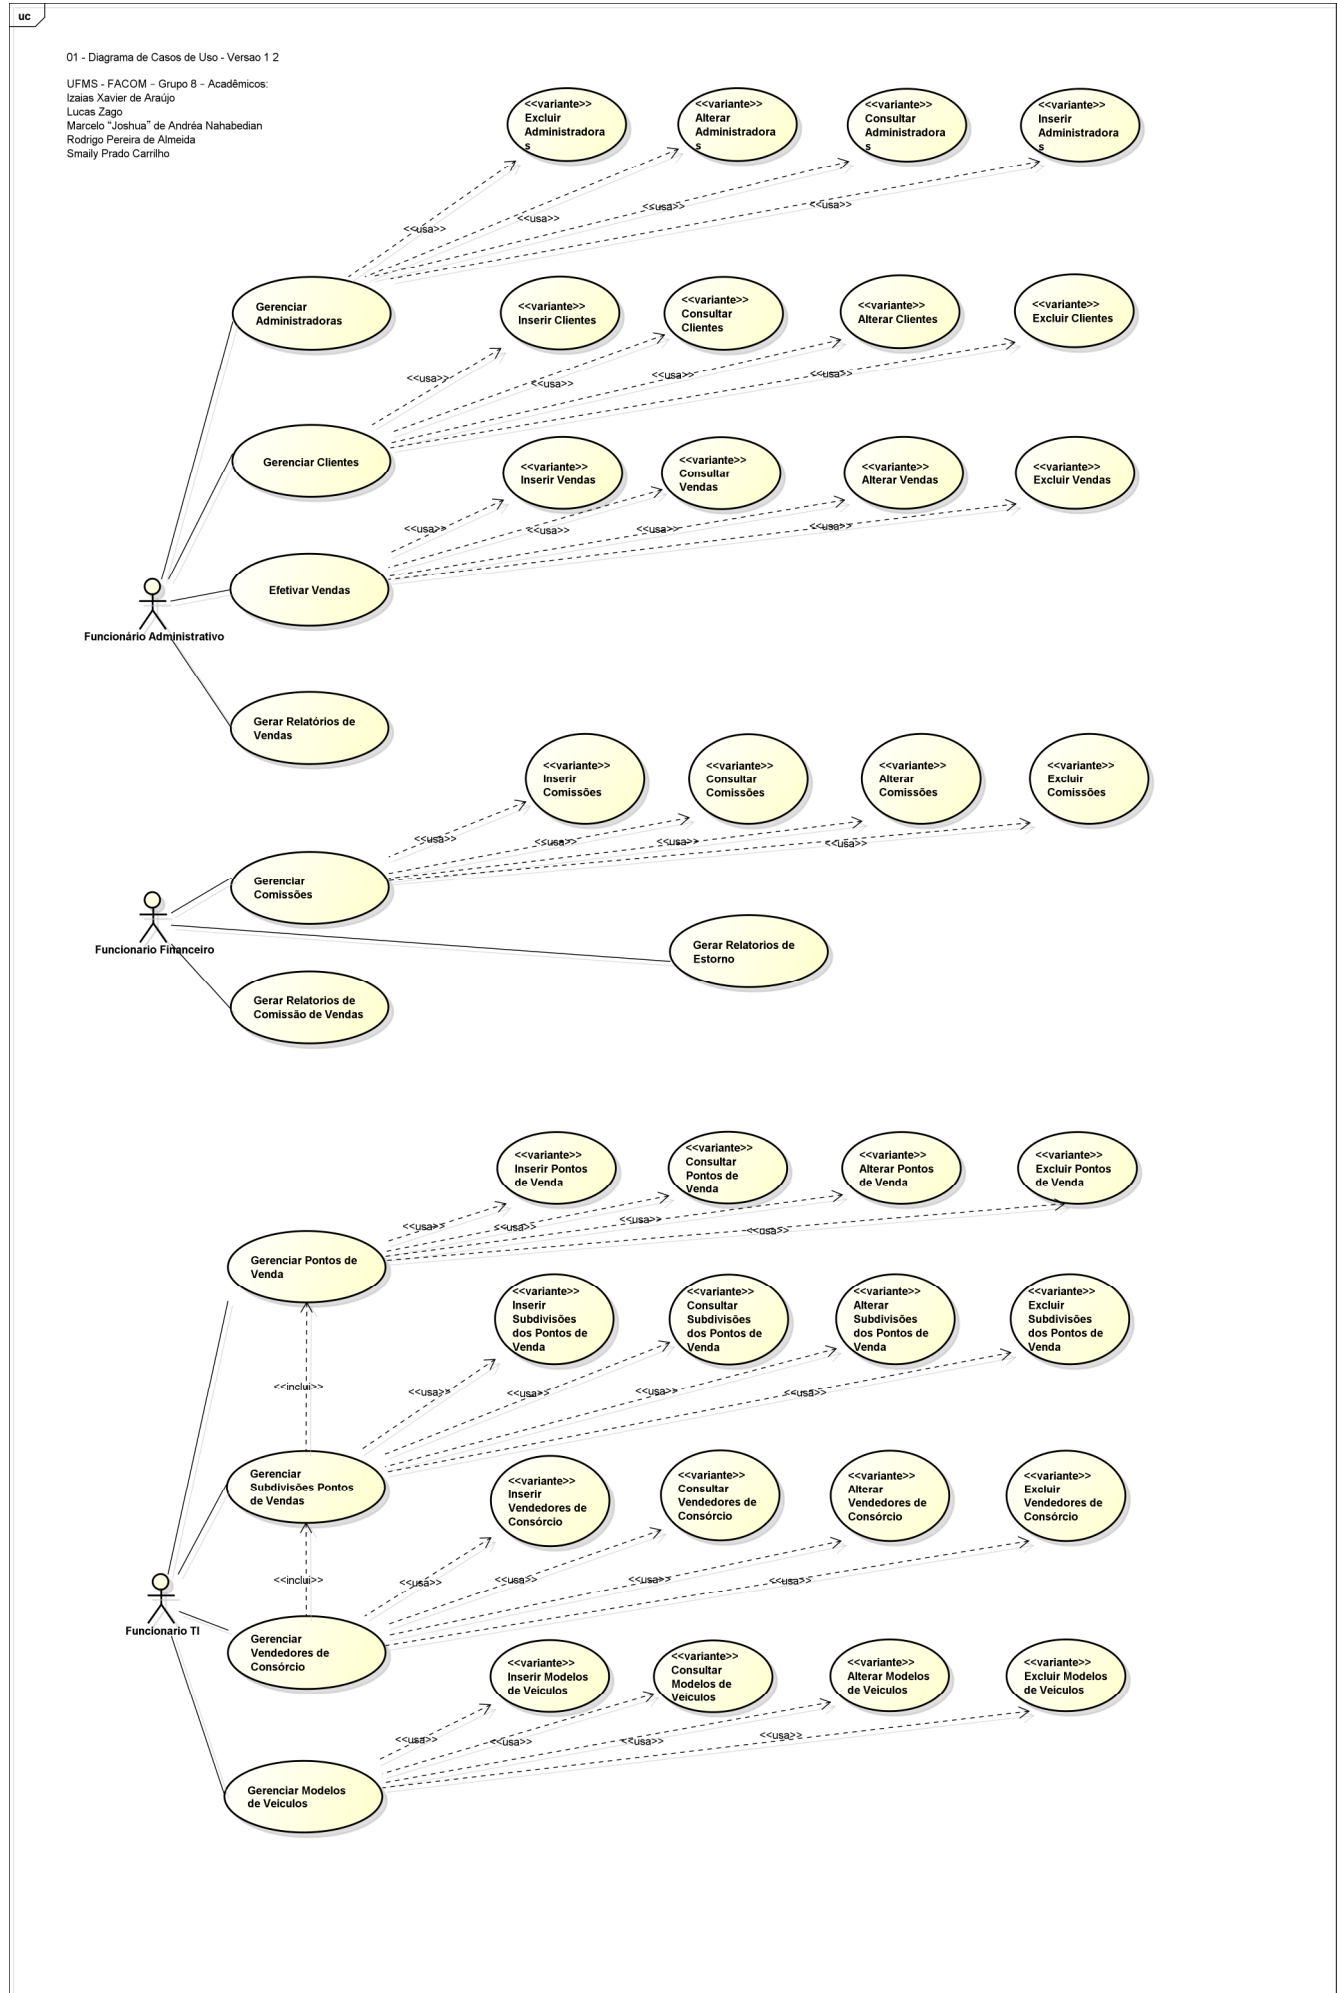 uc
01 - Diagrama de Casos de Uso - Versao 1 2
UFMS - FACOM – Grupo 8 – Acadêmicos:
Izaias Xavier de Araújo
Lucas Zago
Marcelo “Joshua” de Andréa Nahabedian
Rodrigo Pereira de Almeida
Smaily Prado Carrilho
<<variante>>
Excluir
Administradora
s
<<variante>>
Alterar
Administradora
s
<<variante>>
Consultar
Administradora
s
<<variante>>
Inserir
Administradora
s
<<usa>>
<<usa>>
<<usa>>
<<usa>>
Gerenciar
Administradoras
<<variante>>
Inserir Clientes
<<variante>>
Consultar
Clientes
<<variante>>
Alterar Clientes
<<variante>>
Excluir Clientes
<<usa>>
<<usa>>
<<usa>>
<<usa>>
Gerenciar Clientes
<<variante>>
Inserir Vendas
<<variante>>
Consultar
Vendas
<<variante>>
Alterar Vendas
<<variante>>
Excluir Vendas
<<usa>>
<<usa>>
<<usa>>
<<usa>>
Efetivar Vendas
Funcionário Administrativo
Gerar Relatórios de
Vendas
<<variante>>
Inserir
Comissões
<<variante>>
Consultar
Comissões
<<variante>>
Alterar
Comissões
<<variante>>
Excluir
Comissões
<<usa>>
<<usa>>
<<usa>>
<<usa>>
Gerenciar
Comissões
Funcionario Financeiro
Gerar Relatorios de
Estorno
Gerar Relatorios de
Comissão de Vendas
<<variante>>
Inserir Pontos
de Venda
<<variante>>
Consultar
Pontos de
Venda
<<variante>>
Alterar Pontos
de Venda
<<variante>>
Excluir Pontos
de Venda
<<usa>>
<<usa>>
<<usa>>
<<usa>>
Gerenciar Pontos de
Venda
<<variante>>
Inserir
Subdivisões
dos Pontos de
Venda
<<variante>>
Consultar
Subdivisões
dos Pontos de
Venda
<<variante>>
Alterar
Subdivisões
dos Pontos de
Venda
<<variante>>
Excluir
Subdivisões
dos Pontos de
Venda
<<inclui>>
<<usa>>
<<usa>>
<<usa>>
<<usa>>
Gerenciar
Subdivisões Pontos
de Vendas
<<variante>>
Inserir
Vendedores de
Consórcio
<<variante>>
Consultar
Vendedores de
Consórcio
<<variante>>
Alterar
Vendedores de
Consórcio
<<variante>>
Excluir
Vendedores de
Consórcio
<<inclui>>
<<usa>>
<<usa>>
<<usa>>
<<usa>>
Funcionario TI
Gerenciar
Vendedores de
Consórcio
<<variante>>
Inserir Modelos
de Veiculos
<<variante>>
Consultar
Modelos de
Veiculos
<<variante>>
Alterar Modelos
de Veiculos
<<variante>>
Excluir Modelos
de Veiculos
<<usa>>
<<usa>>
<<usa>>
<<usa>>
Gerenciar Modelos
de Veiculos